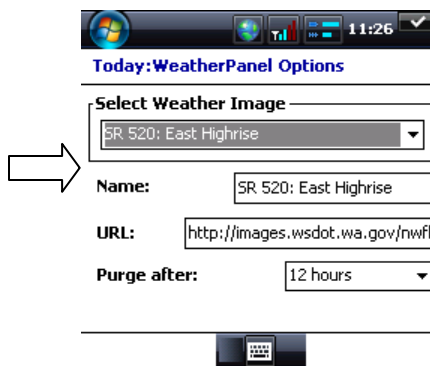 11:26
Today:WeatherPanel Options
Select Weather Image
SR 520: East Highrise
Name: SR 520: East Highrise
URL: http://images.wsdot.wa.gov/nwfl
Purge after: 12 hours